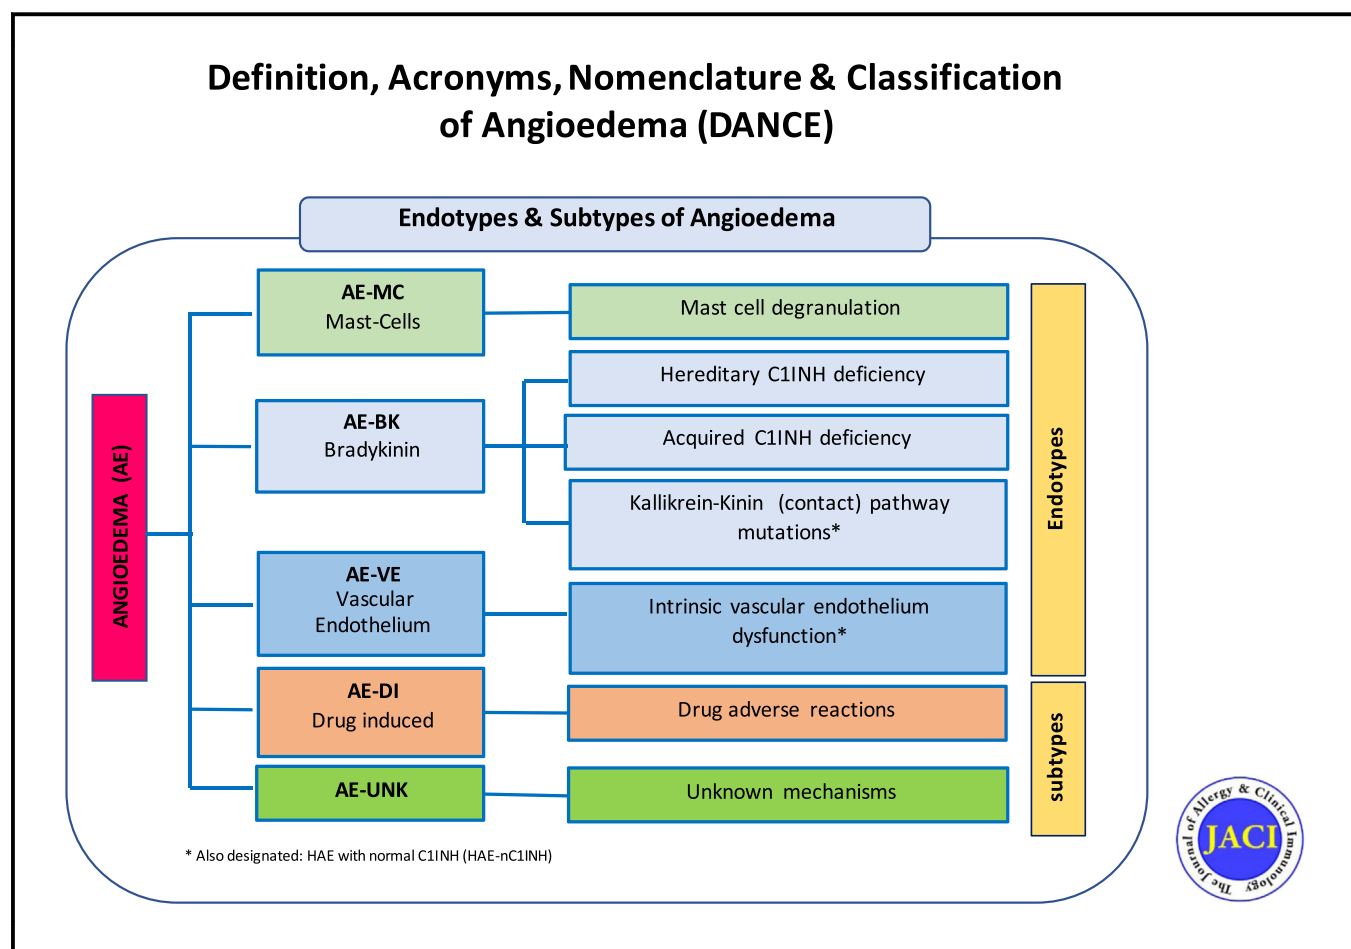 Definition, Acronyms, Nomenclature & Classification
of Angioedema (DANCE)
Endotypes & Subtypes of Angioedema
ANGIOEDEMA (AE)
AE-MC
Mast-Cells
Mast cell degranulation
AE-BK
Bradykinin
Hereditary C1INH deficiency
Acquired C1INH deficiency
Kallikrein-Kinin (contact) pathway
mutations*
AE-VE
Vascular
Endothelium
Intrinsic vascular endothelium
dysfunction*
AE-DI
Drug induced
Drug adverse reactions
AE-UNK
Unknown mechanisms
Endotypes
subtypes
* Also designated: HAE with normal C1INH (HAE-nC1INH)
The Journal of Allergy & Clinical Immunology
JACI